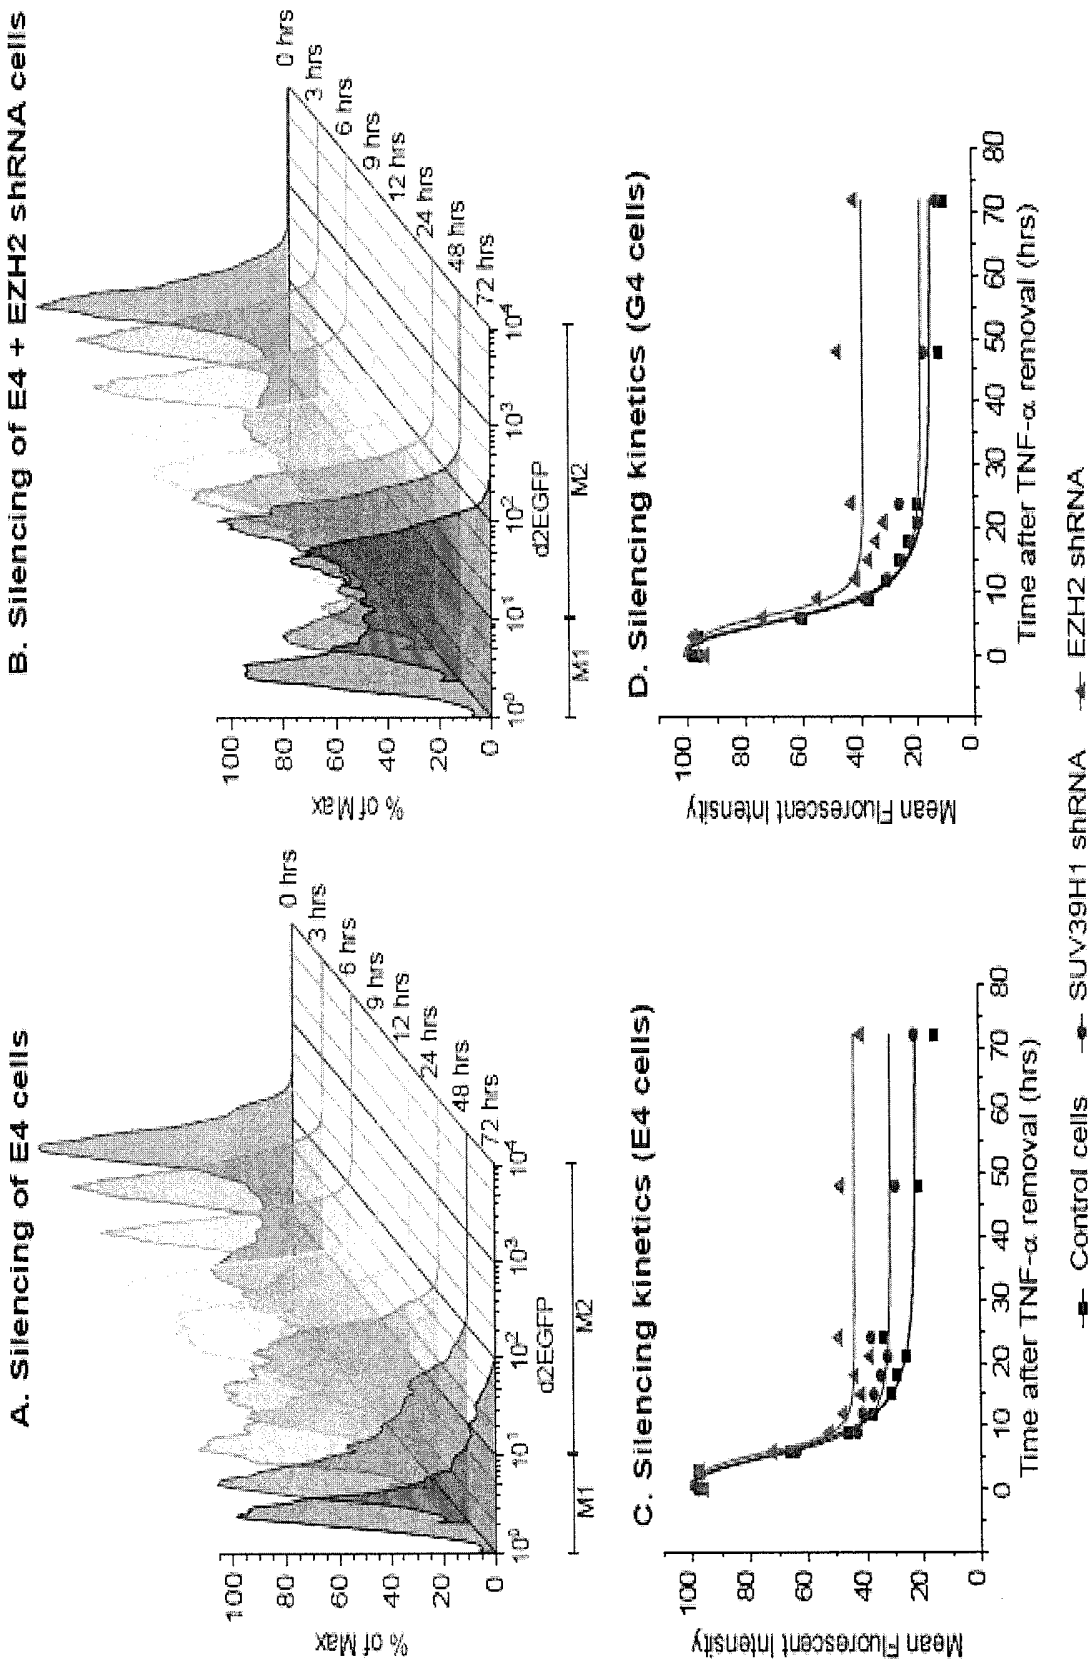 A. Silencing of E4 cells
% of Max
100
80
60
40
20
0
10^0
10^1
10^2
10^3
10^4
d2EGFP
M1
M2
0 hrs
3 hrs
6 hrs
9 hrs
12 hrs
24 hrs
48 hrs
72 hrs
B. Silencing of E4 + EZH2 shRNA cells
% of Max
100
80
60
40
20
0
10^0
10^1
10^2
10^3
10^4
d2EGFP
M1
M2
0 hrs
3 hrs
6 hrs
9 hrs
12 hrs
24 hrs
48 hrs
72 hrs
C. Silencing kinetics (E4 cells)
Mean Fluorescent Intensity
100
80
60
40
20
0
0 10 20 30 40 50 60 70 80
Time after TNF-α removal (hrs)
D. Silencing kinetics (G4 cells)
Mean Fluorescent Intensity
100
80
60
40
20
0
0 10 20 30 40 50 60 70 80
Time after TNF-α removal (hrs)
Control cells SUV39H1 shRNA EZH2 shRNA